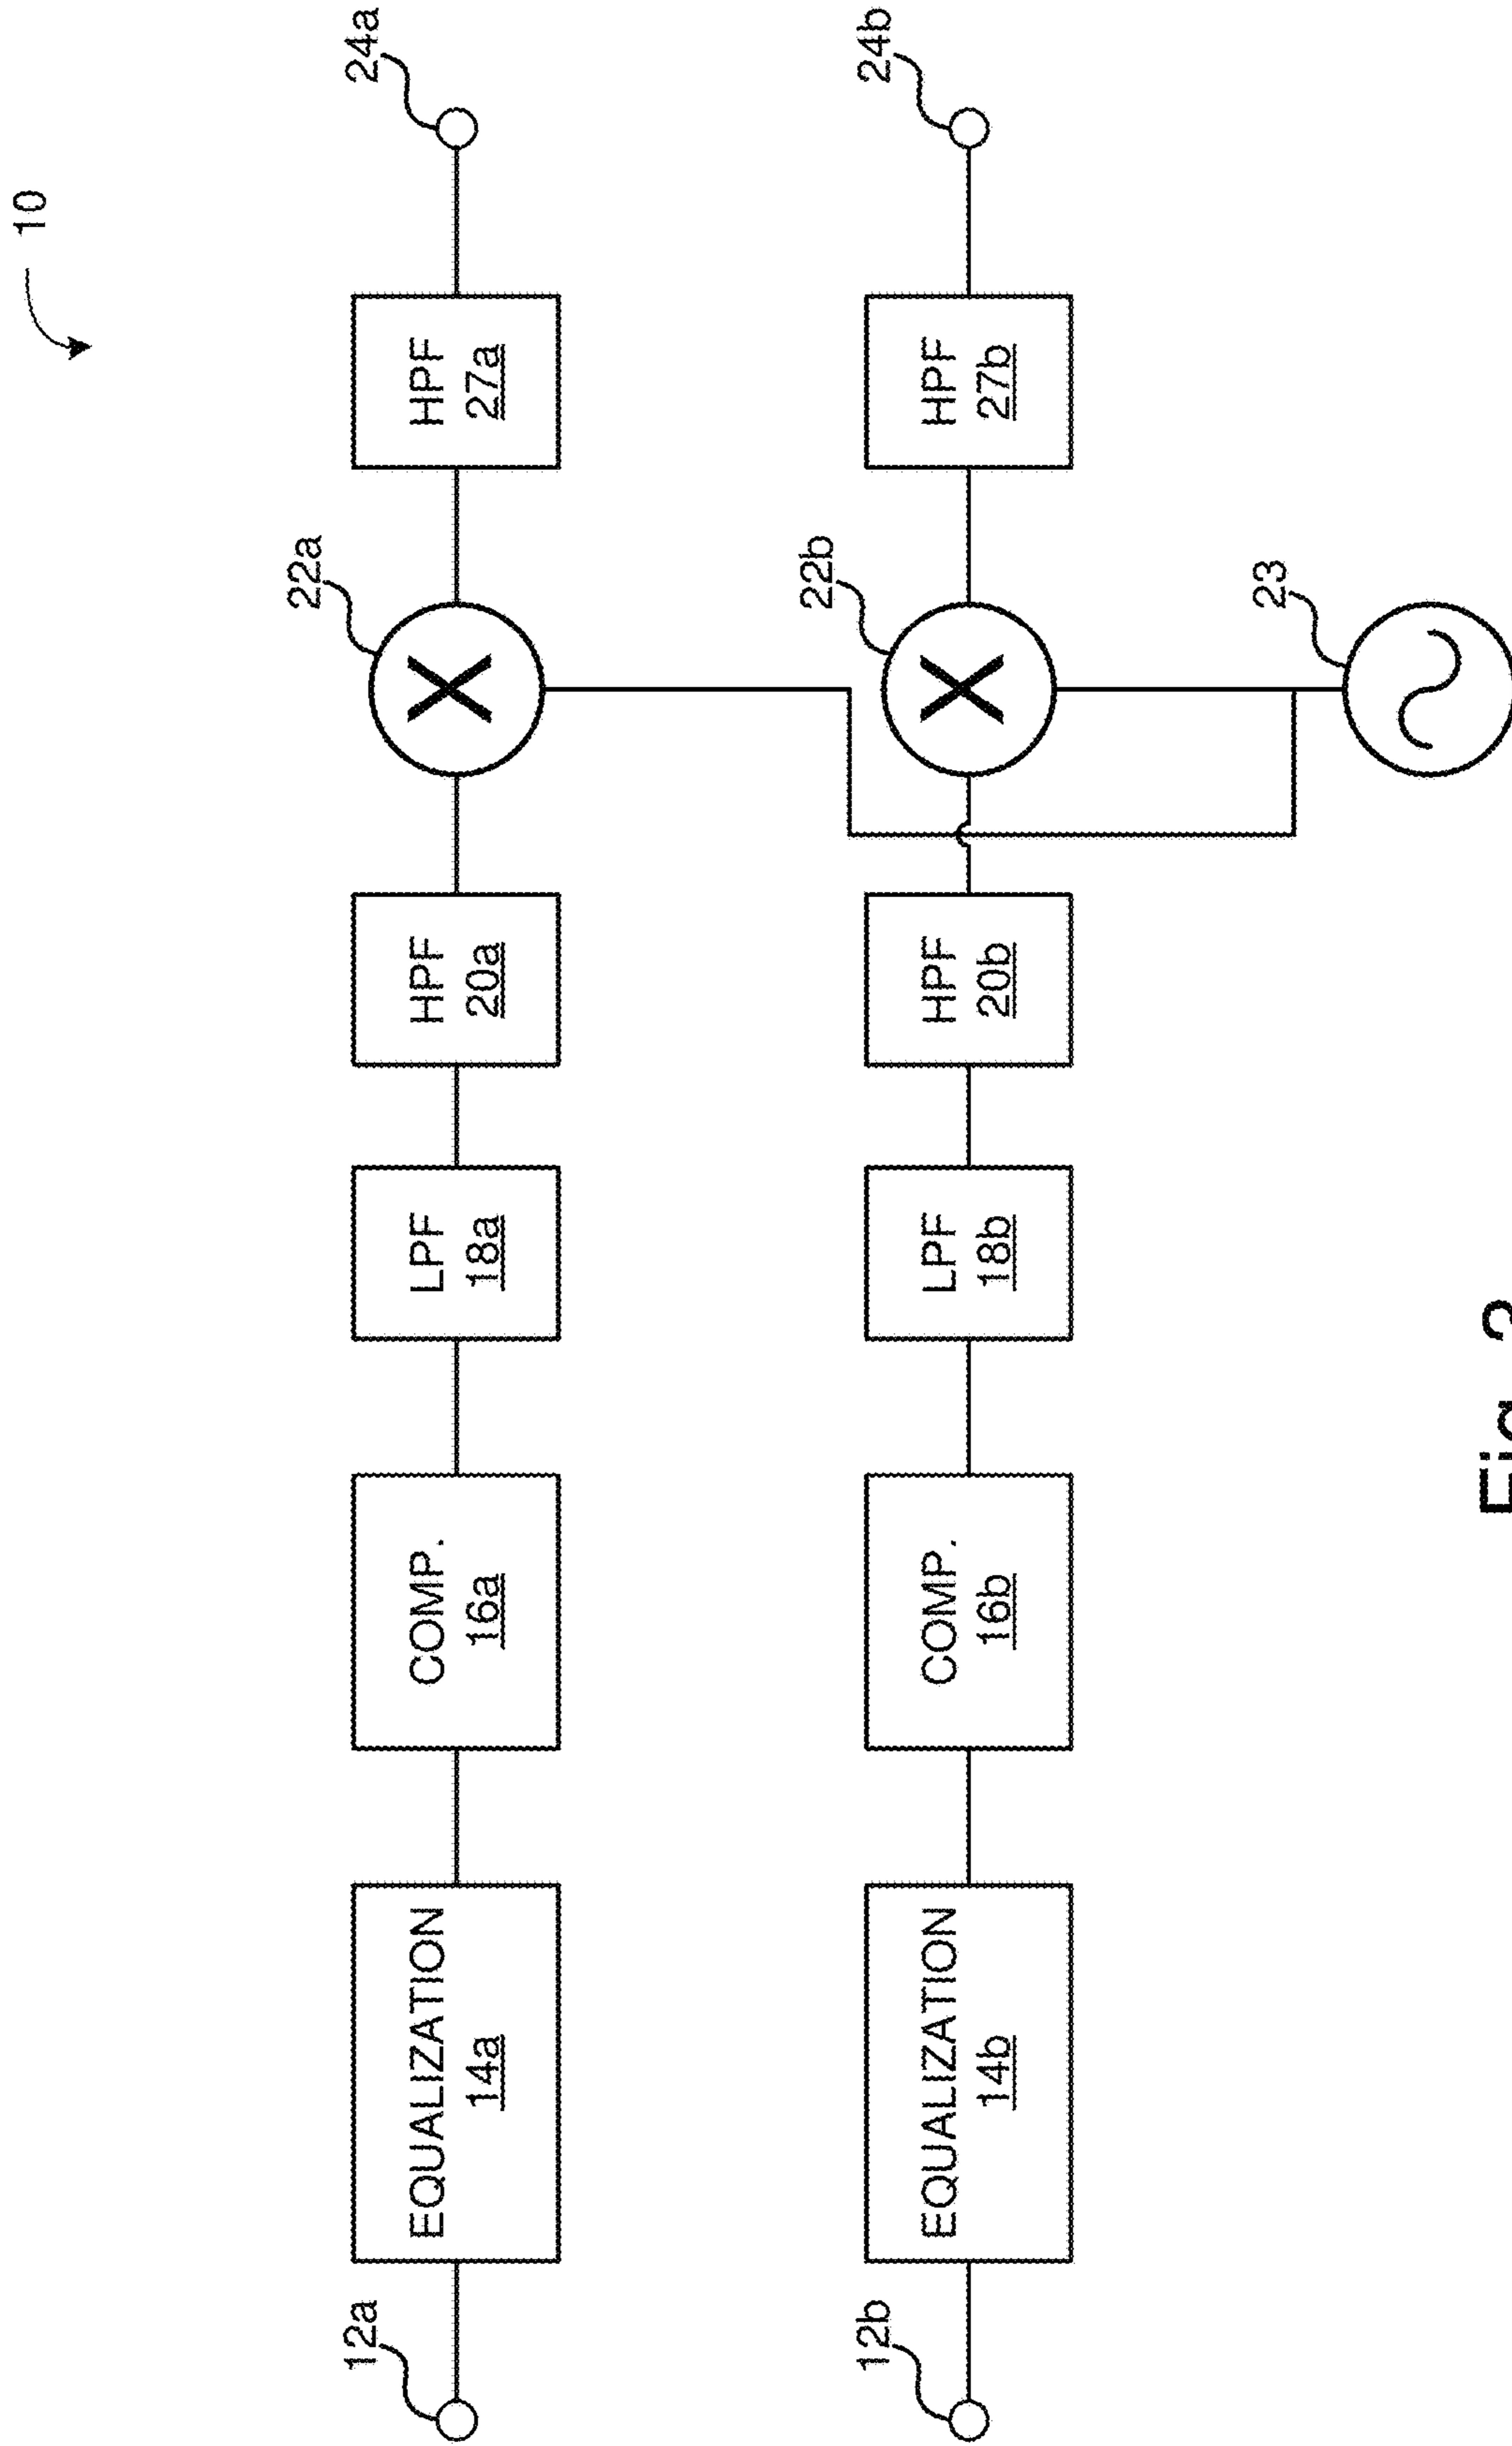 10
12a
EQUALIZATION
14a
COMP.
16a
LPF
18a
HPF
20a
22a
HPF
27a
24a
12b
EQUALIZATION
14b
COMP.
16b
LPF
18b
HPF
20b
22b
HPF
27b
24b
23